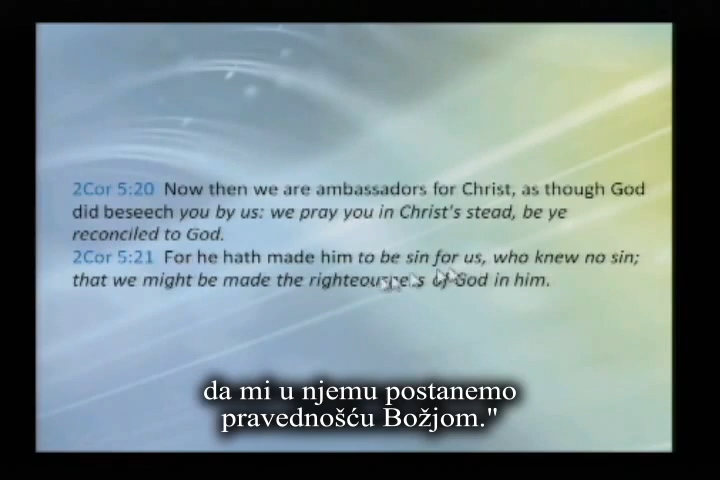 2Cor 5:20 Now then we are ambassadors for Christ, as though God
did beseech you by us: we pray you in Christ's stead, be ye
reconciled to God.
2Cor 5:21 For he hath made him to be sin for us, who knew no sin;
that we might be made the righteousness of God in him.
da mi u njemu postanemo
pravednošću Božjom."